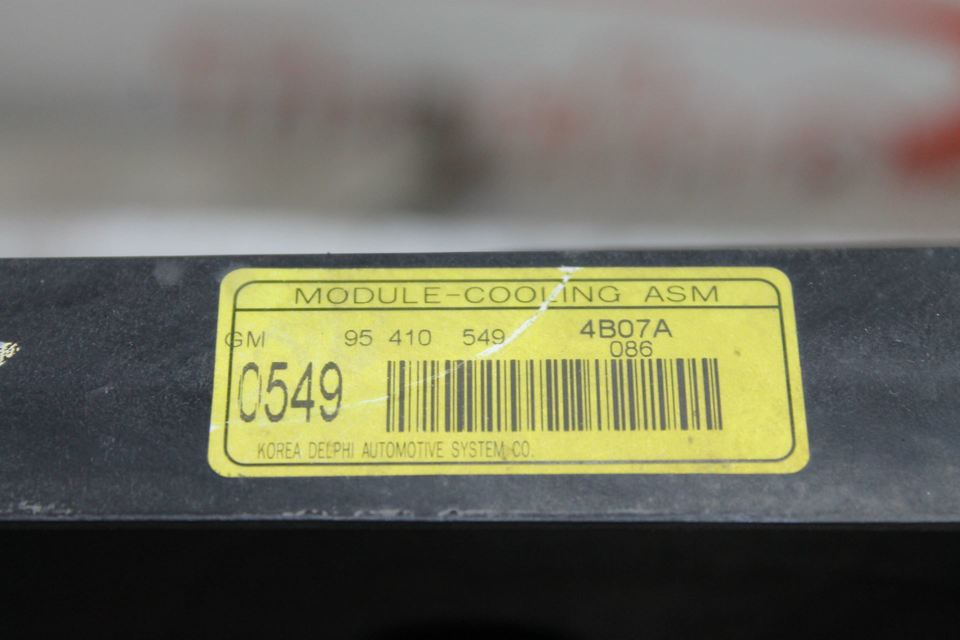 MODULE-COOLING ASM
GM 95 410 549 4B07A
086
0549
KOREA DELPHI AUTOMOTIVE SYSTEM CO.